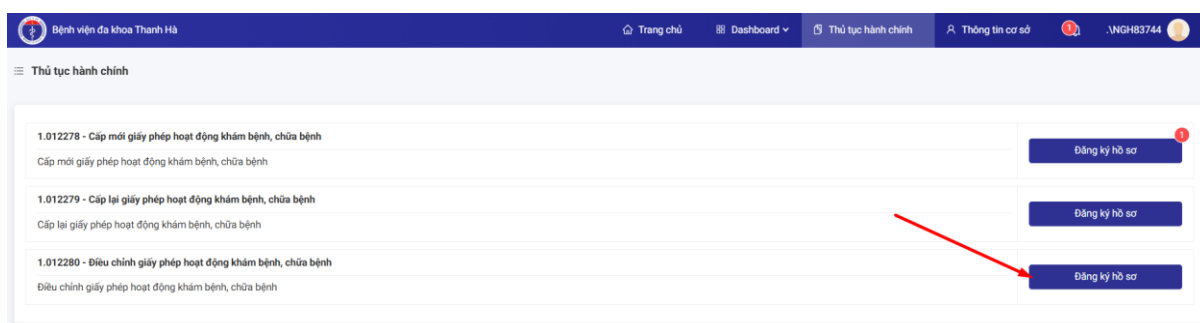 Bệnh viện đa khoa Thanh Hà
Trang chủ
Dashboard
Thủ tục hành chính
Thông tin cơ sở
1
.\NGH83744
Thủ tục hành chính
1.012278 - Cấp mới giấy phép hoạt động khám bệnh, chữa bệnh
Cấp mới giấy phép hoạt động khám bệnh, chữa bệnh
1
Đăng ký hồ sơ
1.012279 - Cấp lại giấy phép hoạt động khám bệnh, chữa bệnh
Cấp lại giấy phép hoạt động khám bệnh, chữa bệnh
Đăng ký hồ sơ
1.012280 - Điều chỉnh giấy phép hoạt động khám bệnh, chữa bệnh
Điều chỉnh giấy phép hoạt động khám bệnh, chữa bệnh
Đăng ký hồ sơ